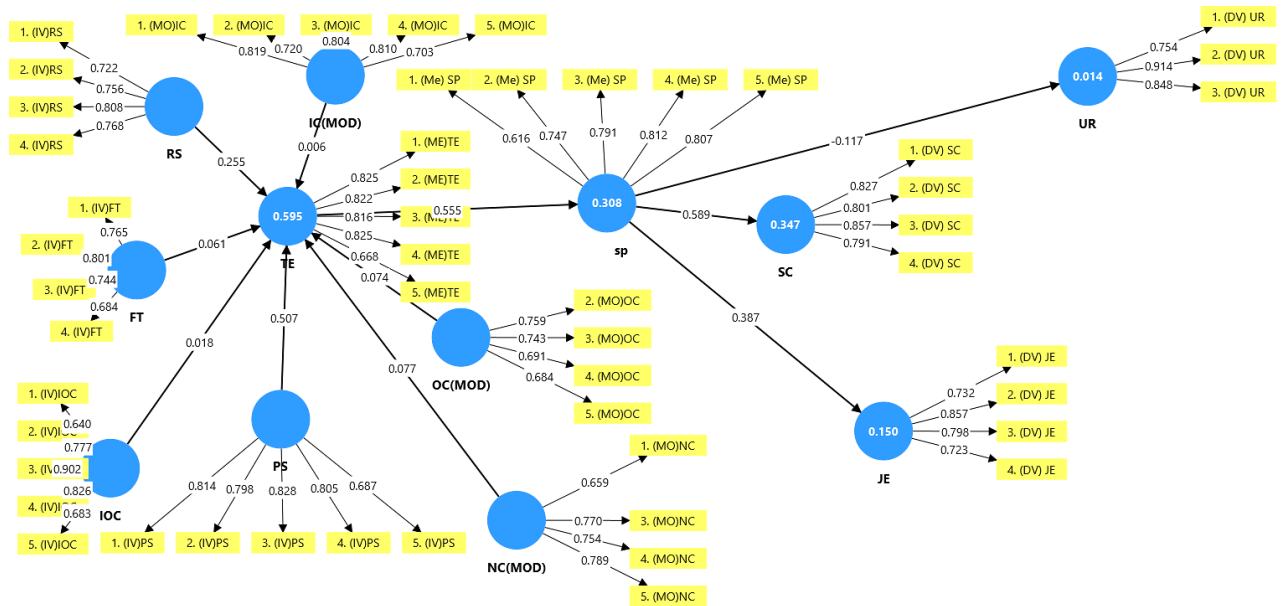 1. (MO)IC
2. (MO)IC
3. (MO)IC
4. (MO)IC
5. (MO)IC
0.819
0.720
0.804
0.810
0.703
IC(MOD)
0.006
1. (IV)RS
2. (IV)RS
3. (IV)RS
4. (IV)RS
0.722
0.756
0.808
0.768
RS
0.255
1. (Me) SP
2. (Me) SP
3. (Me) SP
4. (Me) SP
5. (Me) SP
0.616
0.747
0.791
0.812
0.807
0.308
sp
1. (DV) UR
2. (DV) UR
3. (DV) UR
0.754
0.914
0.848
0.014
UR
-0.117
1. (ME)TE
2. (ME)TE
3. (ME)TE
4. (ME)TE
5. (ME)TE
0.825
0.822
0.816
0.825
0.668
0.595
TE
0.555
1. (DV) SC
2. (DV) SC
3. (DV) SC
4. (DV) SC
0.827
0.801
0.857
0.791
0.347
SC
0.589
1. (IV)FT
2. (IV)FT
3. (IV)FT
4. (IV)FT
0.765
0.801
0.744
0.684
FT
0.061
2. (MO)OC
3. (MO)OC
4. (MO)OC
5. (MO)OC
0.759
0.743
0.691
0.684
OC(MOD)
0.074
0.387
1. (DV) JE
2. (DV) JE
3. (DV) JE
4. (DV) JE
0.732
0.857
0.798
0.723
0.150
JE
1. (IV)IOC
2. (IV)IOC
3. (IV
4. (IV)IOC
5. (IV)IOC
0.640
0.777
0.902
0.826
0.683
IOC
0.018
0.507
PS
0.814
0.798
0.828
0.805
0.687
1. (IV)PS
2. (IV)PS
3. (IV)PS
4. (IV)PS
5. (IV)PS
0.077
1. (MO)NC
3. (MO)NC
4. (MO)NC
5. (MO)NC
0.659
0.770
0.754
0.789
NC(MOD)